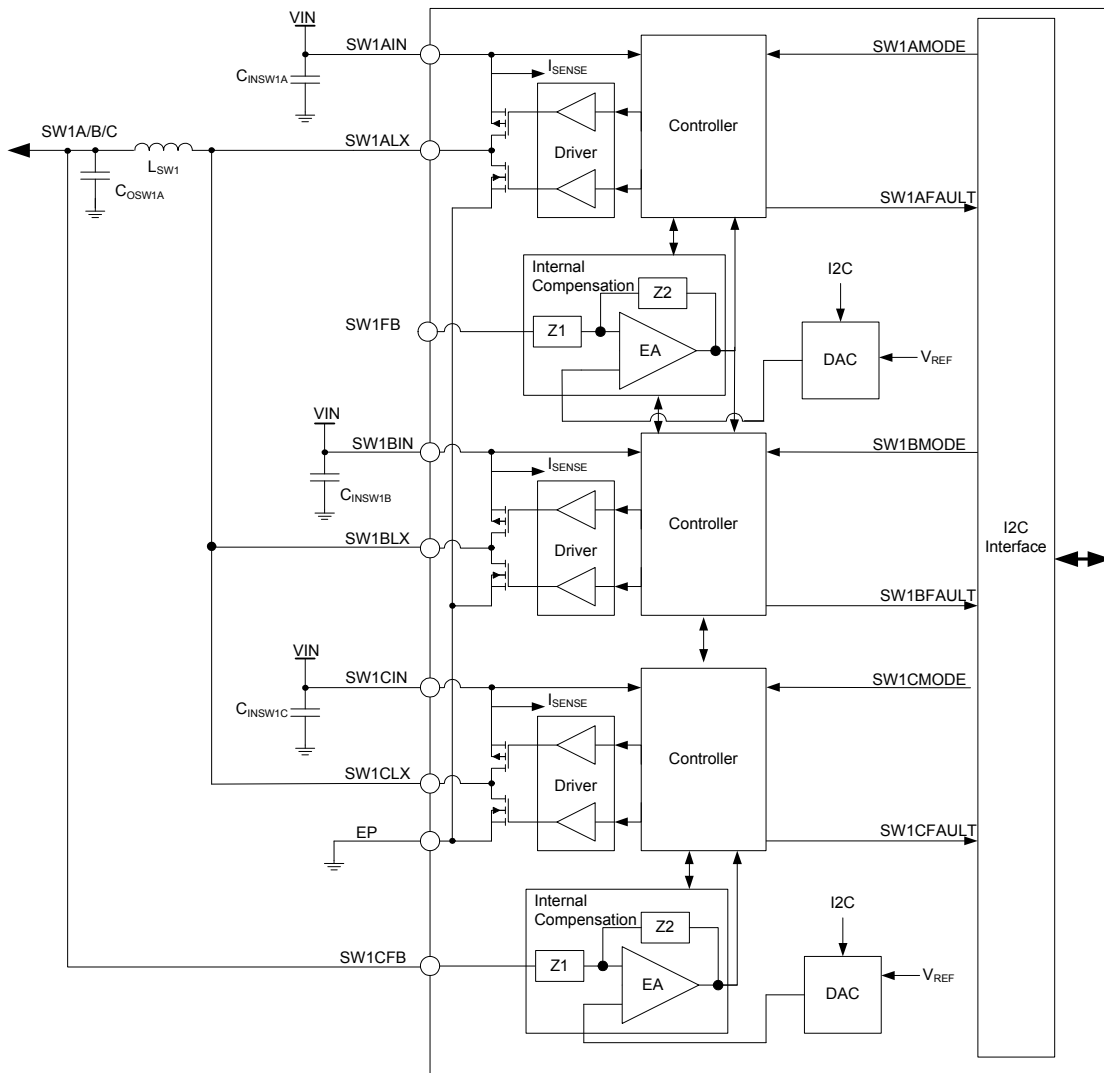 VIN
SW1AIN
CINSW1A
ISENSE
SW1AMODE
Controller
SW1A/B/C
LSW1
COSW1A
SW1ALX
Driver
SW1AFAULT
Internal
Compensation
Z2
I2C
SW1FB
Z1
EA
DAC
VREF
VIN
SW1BIN
CINSW1B
ISENSE
SW1BMODE
Controller
SW1BLX
Driver
I2C
Interface
SW1BFAULT
VIN
SW1CIN
CINSW1C
ISENSE
SW1CMODE
Controller
SW1CLX
Driver
EP
SW1CFAULT
Internal
Compensation
Z2
I2C
SW1CFB
Z1
EA
DAC
VREF